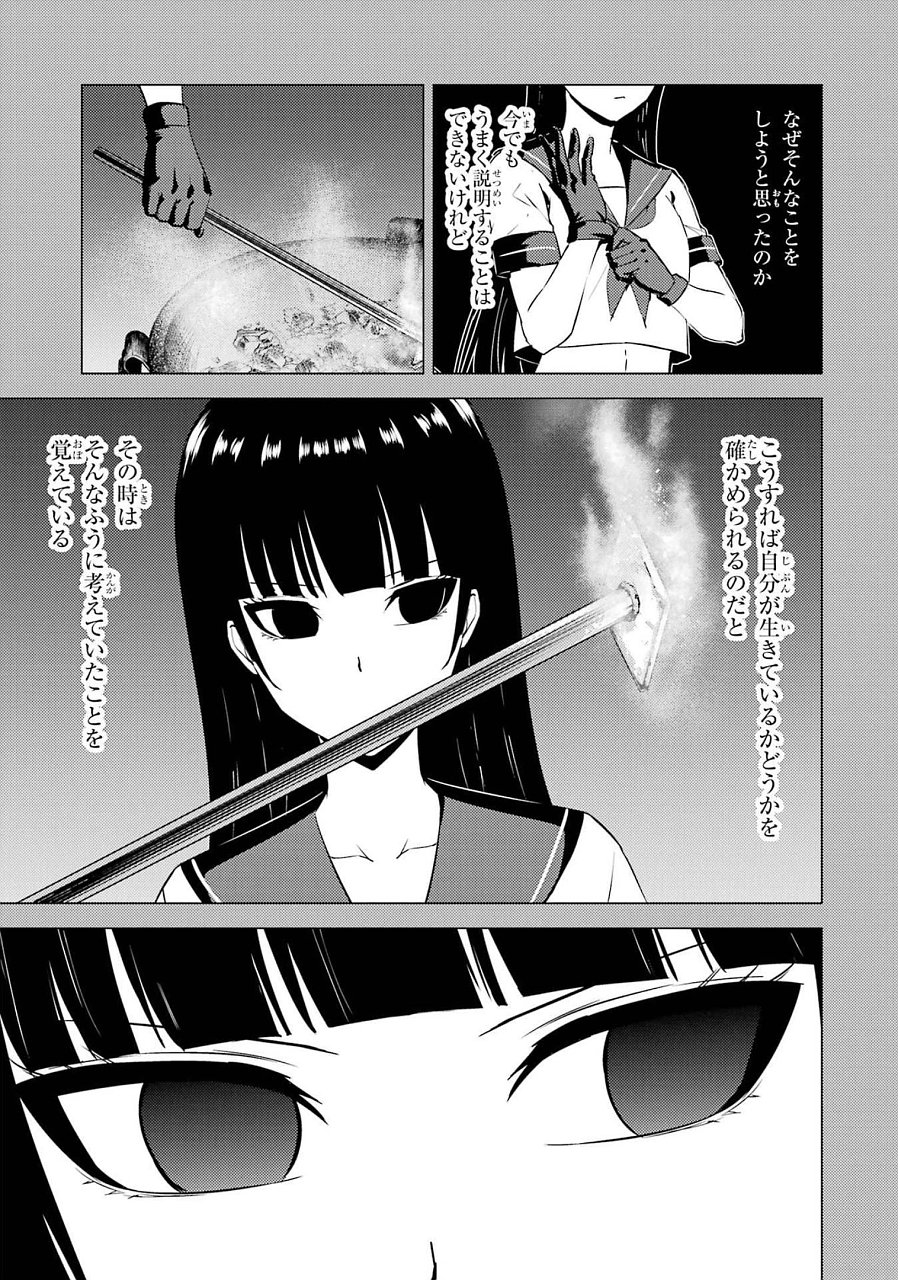 なぜそんなことを
しようと思ったのか
今でも
うまく説明することは
できないけれど
こうすれば自分が生きているかどうかを
確かめられるのだと
その時は
そんなふうに考えていたことを
覚えている